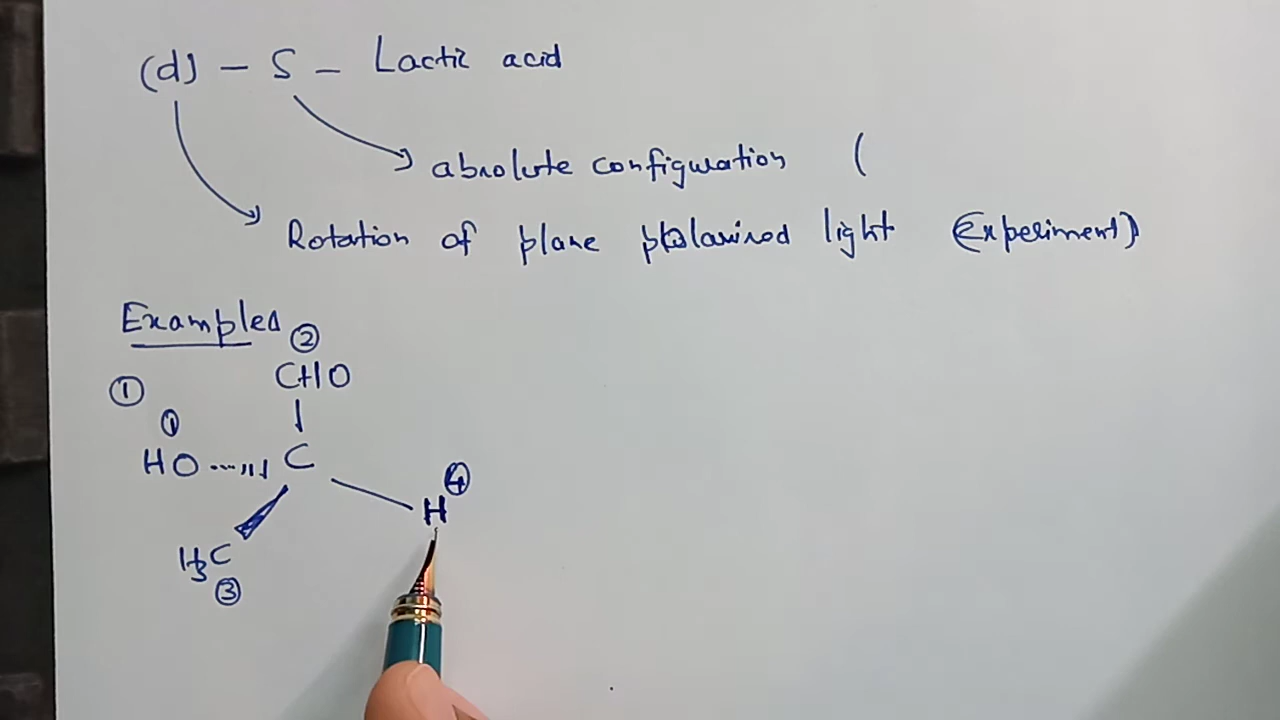 (d) - S - Lactic acid
absolute configuration (
Rotation of plane polarised light (Experiment)
Examples
②
① CHO
①
HO C
④
H
H₃C
③